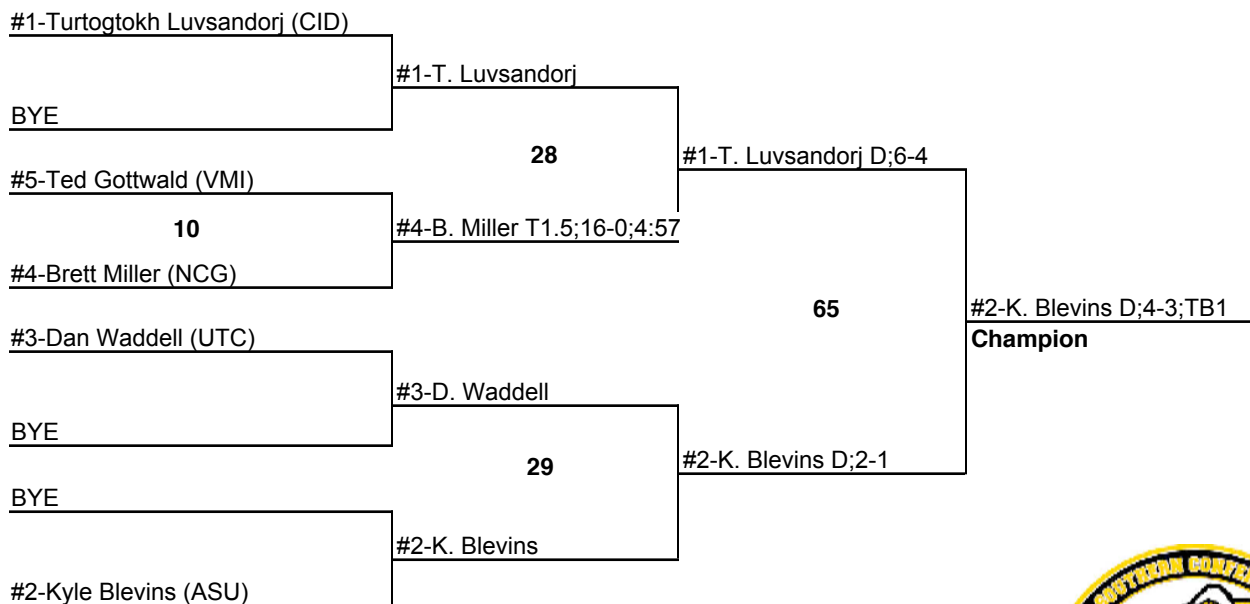 #1-Turtogtokh Luvsandorj (CID)
#1-T. Luvsandorj
BYE
28
#1-T. Luvsandorj D;6-4
#5-Ted Gottwald (VMI)
10
#4-B. Miller T1.5;16-0;4:57
#4-Brett Miller (NCG)
65
#2-K. Blevins D;4-3;TB1
Champion
#3-Dan Waddell (UTC)
#3-D. Waddell
BYE
29
#2-K. Blevins D;2-1
BYE
#2-K. Blevins
#2-Kyle Blevins (ASU)
SOUTHERN